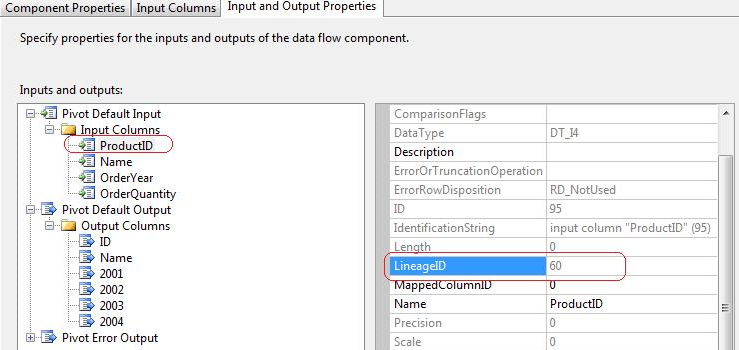 Component Properties Input Columns Input and Output Properties
Specify properties for the inputs and outputs of the data flow component.
Inputs and outputs:
Pivot Default Input
Input Columns
ProductID
Name
OrderYear
OrderQuantity
Pivot Default Output
Output Columns
ID
Name
2001
2002
2003
2004
Pivot Error Output
ComparisonFlags
DataType DT_I4
Description
ErrorOrTruncationOperation
ErrorRowDisposition RD_NotUsed
ID 95
IdentificationString input column "ProductID" (95)
Length 0
LineageID 60
MappedColumnID 0
Name ProductID
Precision 0
Scale 0